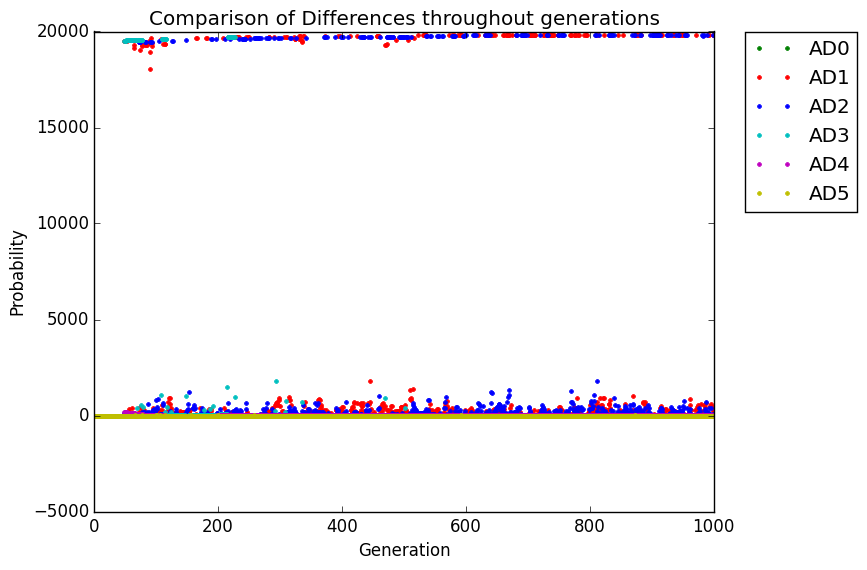 Comparison of Differences throughout generations
20000
15000
10000
5000
0
−5000
Probability
0 200 400 600 800 1000
Generation
AD0
AD1
AD2
AD3
AD4
AD5